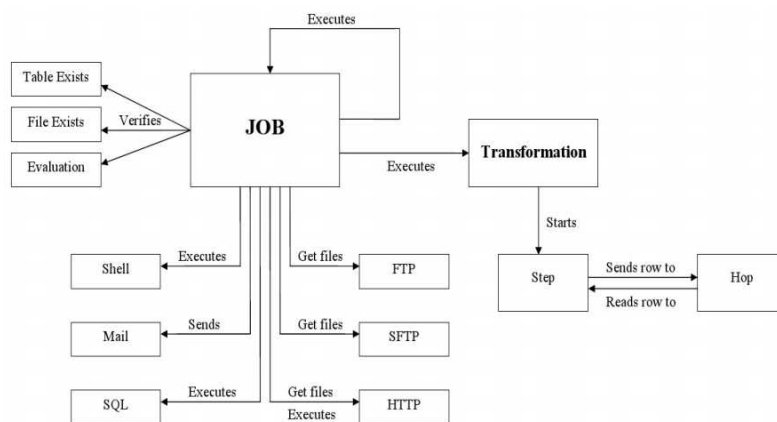 Executes
Table Exists
File Exists
Verifies
JOB
Evaluation
Transformation
Executes
Starts
Shell
Executes
Get files
FTP
Step
Sends row to
Hop
Reads row to
Mail
Sends
Get files
SFTP
SQL
Executes
Get files
Executes
HTTP